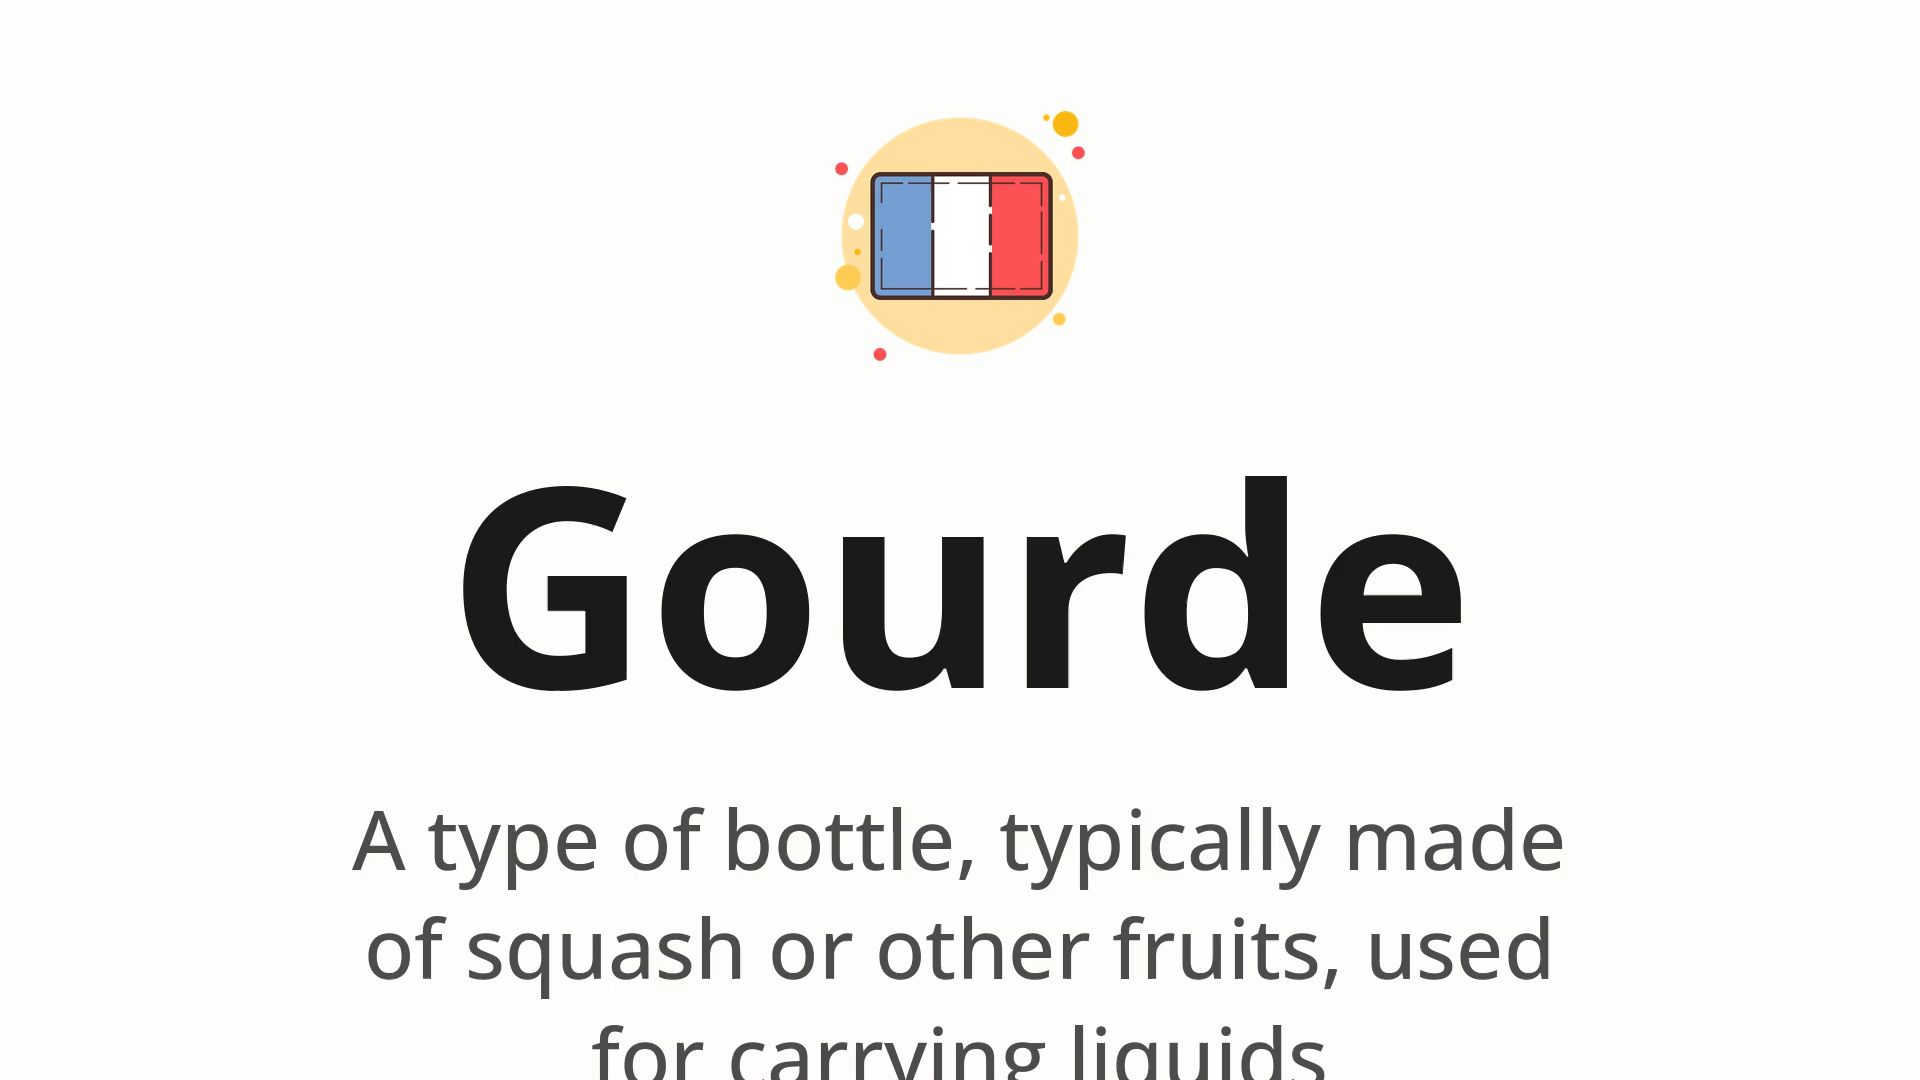 Gourde
A type of bottle, typically made
of squash or other fruits, used
for carrying liquids